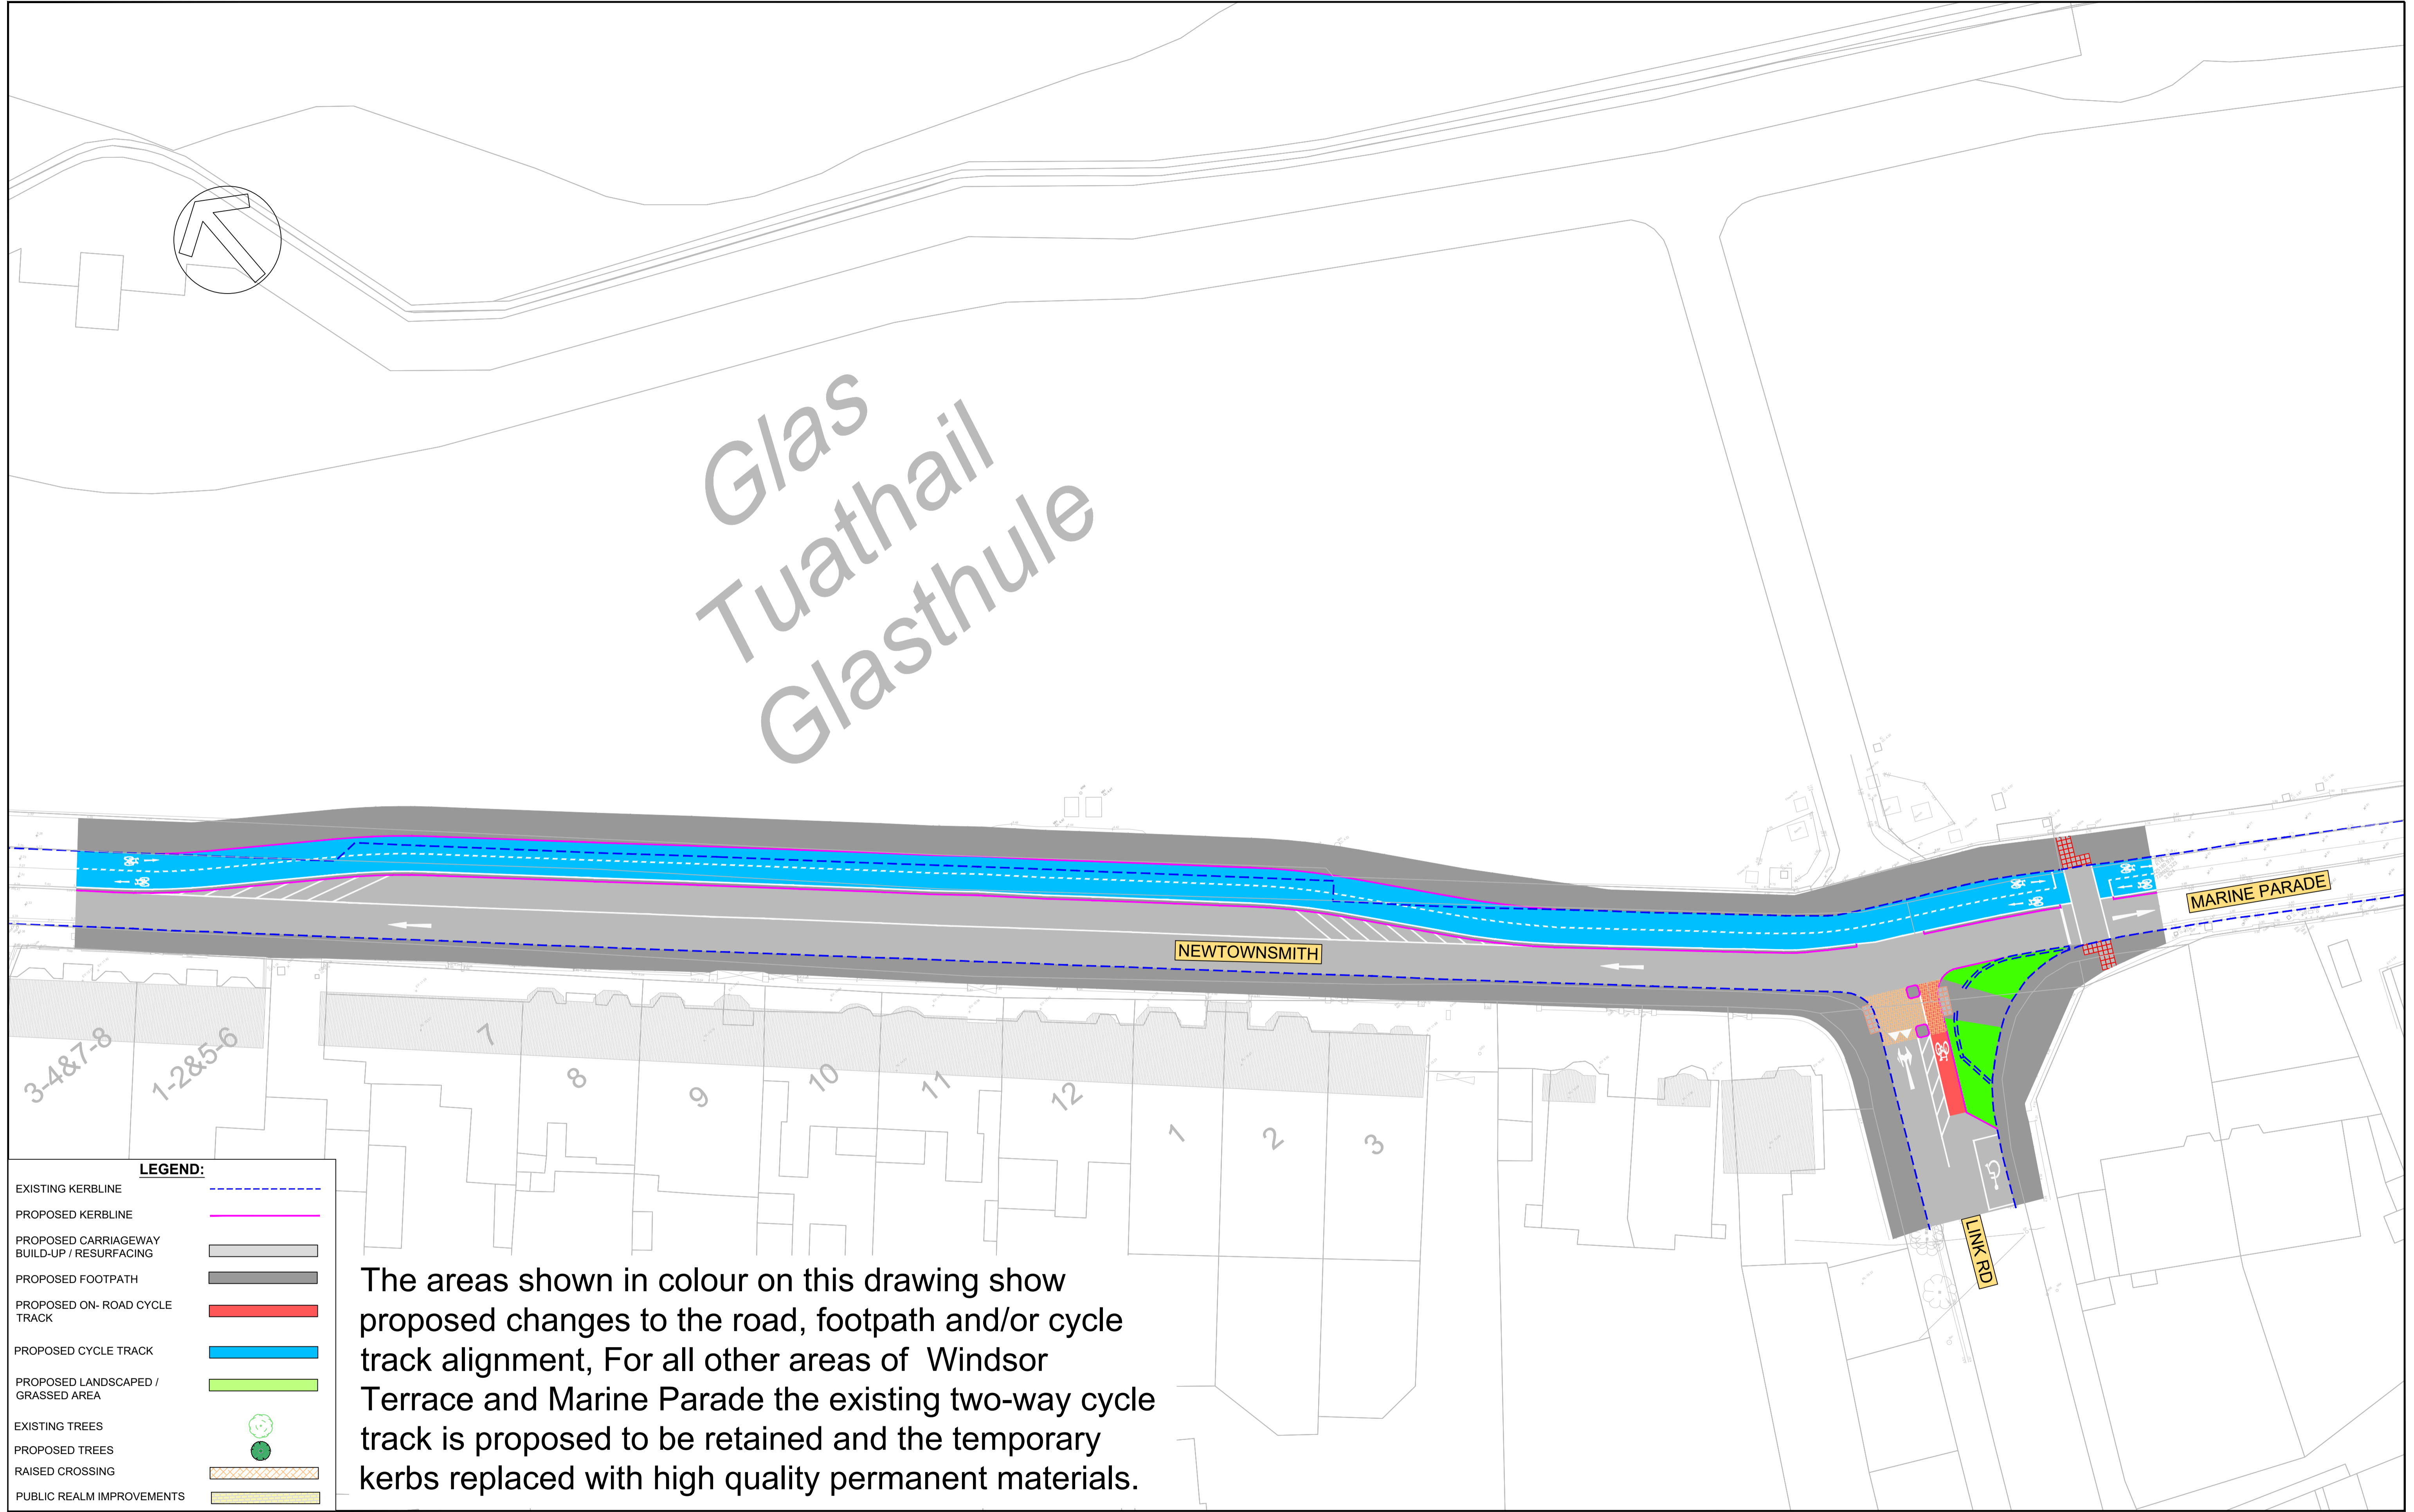 Glas
Tuathail
Glasthule
NEWTOWNSMITH
MARINE PARADE
LINK RD
3-4&7-8
1-2&5-6
7
8
9
10
11
12
1
2
3
LEGEND:
EXISTING KERBLINE
PROPOSED KERBLINE
PROPOSED CARRIAGEWAY
BUILD-UP / RESURFACING
PROPOSED FOOTPATH
PROPOSED ON- ROAD CYCLE
TRACK
PROPOSED CYCLE TRACK
PROPOSED LANDSCAPED /
GRASSED AREA
EXISTING TREES
PROPOSED TREES
RAISED CROSSING
PUBLIC REALM IMPROVEMENTS
The areas shown in colour on this drawing show
proposed changes to the road, footpath and/or cycle
track alignment, For all other areas of  Windsor
Terrace and Marine Parade the existing two-way cycle
track is proposed to be retained and the temporary
kerbs replaced with high quality permanent materials.